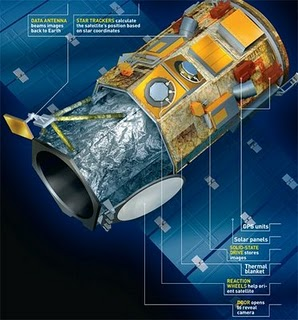 DATA ANTENNA
beams images
back to Earth
STAR TRACKERS calculate
the satellite's position based
on star coordinates
GPS units
Solar panels
SOLID-STATE
DRIVE stores
images
Thermal
blanket
REACTION
WHEELS help ori-
ent satellite
DOOR opens
to reveal
camera